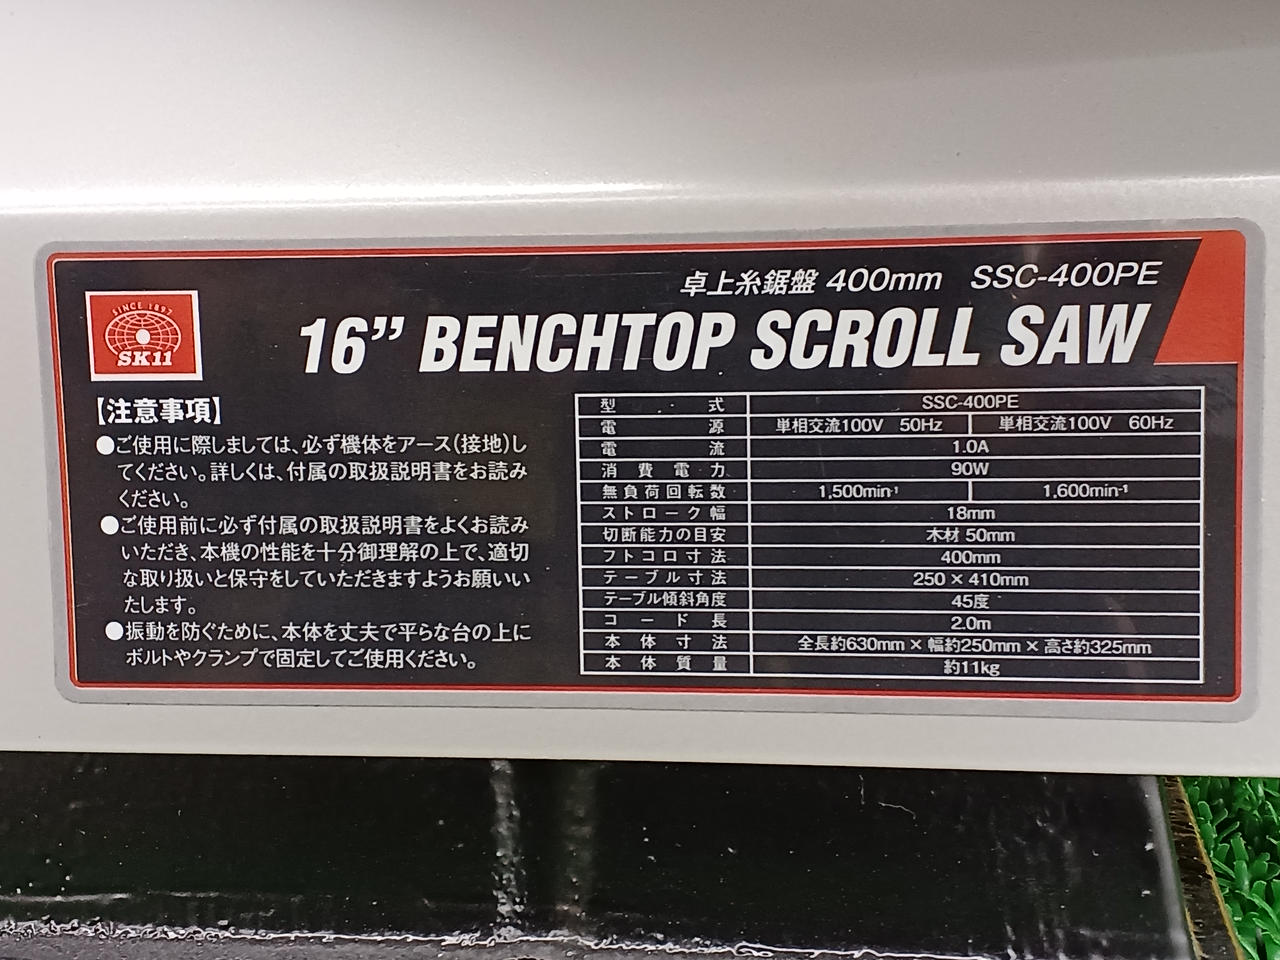 卓上糸鋸盤 400mm SSC-400PE
16” BENCHTOP SCROLL SAW
SINCE 1897
SK11
【注意事項】
●ご使用に際しましては、必ず機体をアース(接地)し
てください。詳しくは、付属の取扱説明書をお読み
ください。
●ご使用前に必ず付属の取扱説明書をよくお読み
いただき、本機の性能を十分御理解の上で、適切
な取り扱いと保守をしていただきますようお願いい
たします。
●振動を防ぐために、本体を丈夫で平らな台の上に
ボルトやクランプで固定してご使用ください。
型式 SSC-400PE
電源 単相交流100V 50Hz 単相交流100V 60Hz
電流 1.0A
消費電力 90W
無負荷回転数 1,500min⁻¹ 1,600min⁻¹
ストローク幅 18mm
切断能力の目安 木材 50mm
フトコロ寸法 400mm
テーブル寸法 250×410mm
テーブル傾斜角度 45度
コード長 2.0m
本体寸法 全長約630mm×幅約250mm×高さ約325mm
本体質量 約11kg